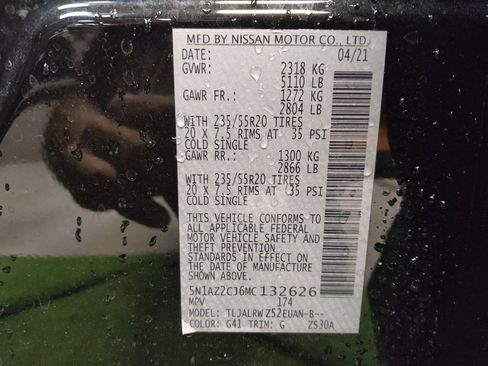 MFD BY NISSAN MOTOR CO., LTD.
DATE: 04/21
GVWR: 2318 KG
5110 LB
GAWR FR.: 1272 KG
2804 LB
WITH 235/55R20 TIRES
20 X 7.5 RIMS AT 35 PSI
COLD SINGLE
GAWR RR.: 1300 KG
2866 LB
WITH 235/55R20 TIRES
20 X 7.5 RIMS AT 35 PSI
COLD SINGLE
THIS VEHICLE CONFORMS TO
ALL APPLICABLE FEDERAL
MOTOR VEHICLE SAFETY AND
THEFT PREVENTION
STANDARDS IN EFFECT ON
THE DATE OF MANUFACTURE
SHOWN ABOVE.
5N1AZ2CJ6MC132626
MPV 174
MODEL: TLJALRWZ52EUAN-B--
COLOR: G41 TRIM: G ZS30A